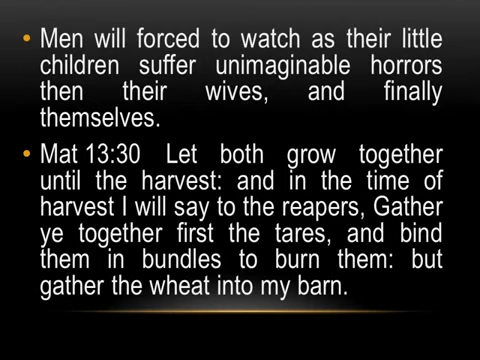 • Men will forced to watch as their little
children suffer unimaginable horrors
then their wives, and finally
themselves.
• Mat 13:30 Let both grow together
until the harvest: and in the time of
harvest I will say to the reapers, Gather
ye together first the tares, and bind
them in bundles to burn them: but
gather the wheat into my barn.